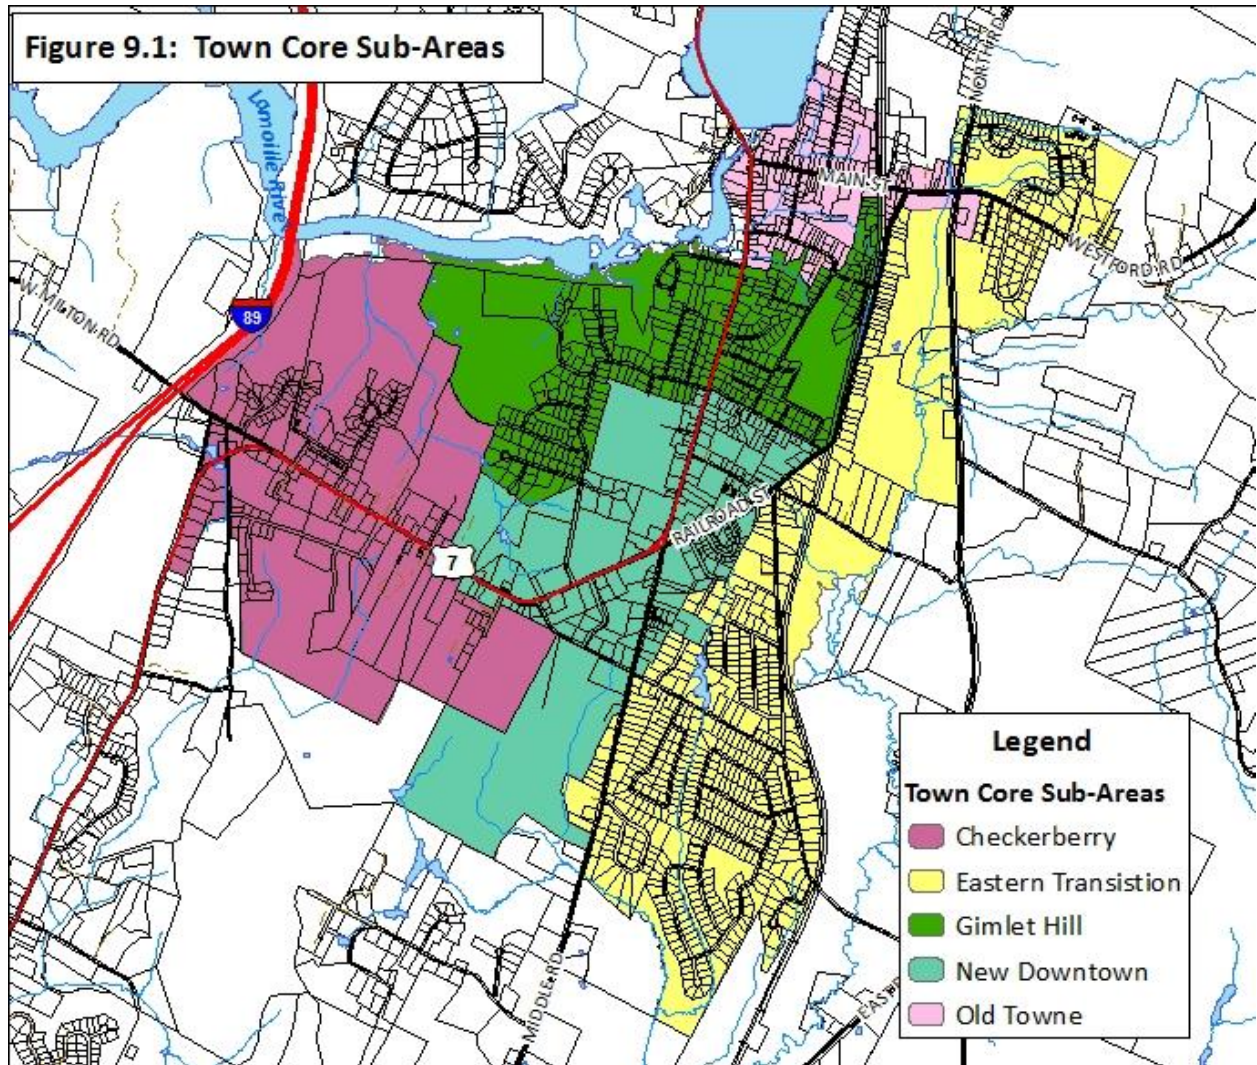 Figure 9.1: Town Core Sub-Areas
Lamoille River
NORTH RD
MAIN ST
WESTFORD RD
W MILTON RD
89
RAILROAD ST
7
MIDDLE RD
Legend
Town Core Sub-Areas
Checkerberry
Eastern Transistion
Gimlet Hill
New Downtown
Old Towne